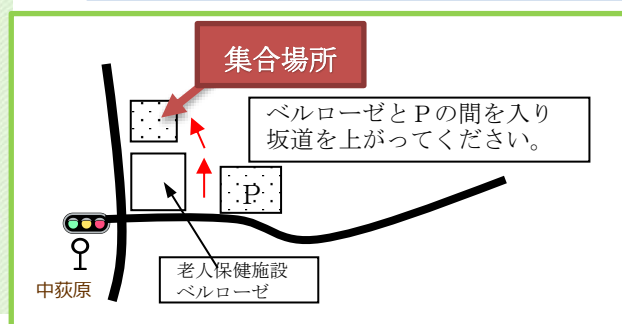 集合場所
ベルローゼとPの間を入り
坂道を上がってください。
P
中荻原
老人保健施設
ベルローゼ